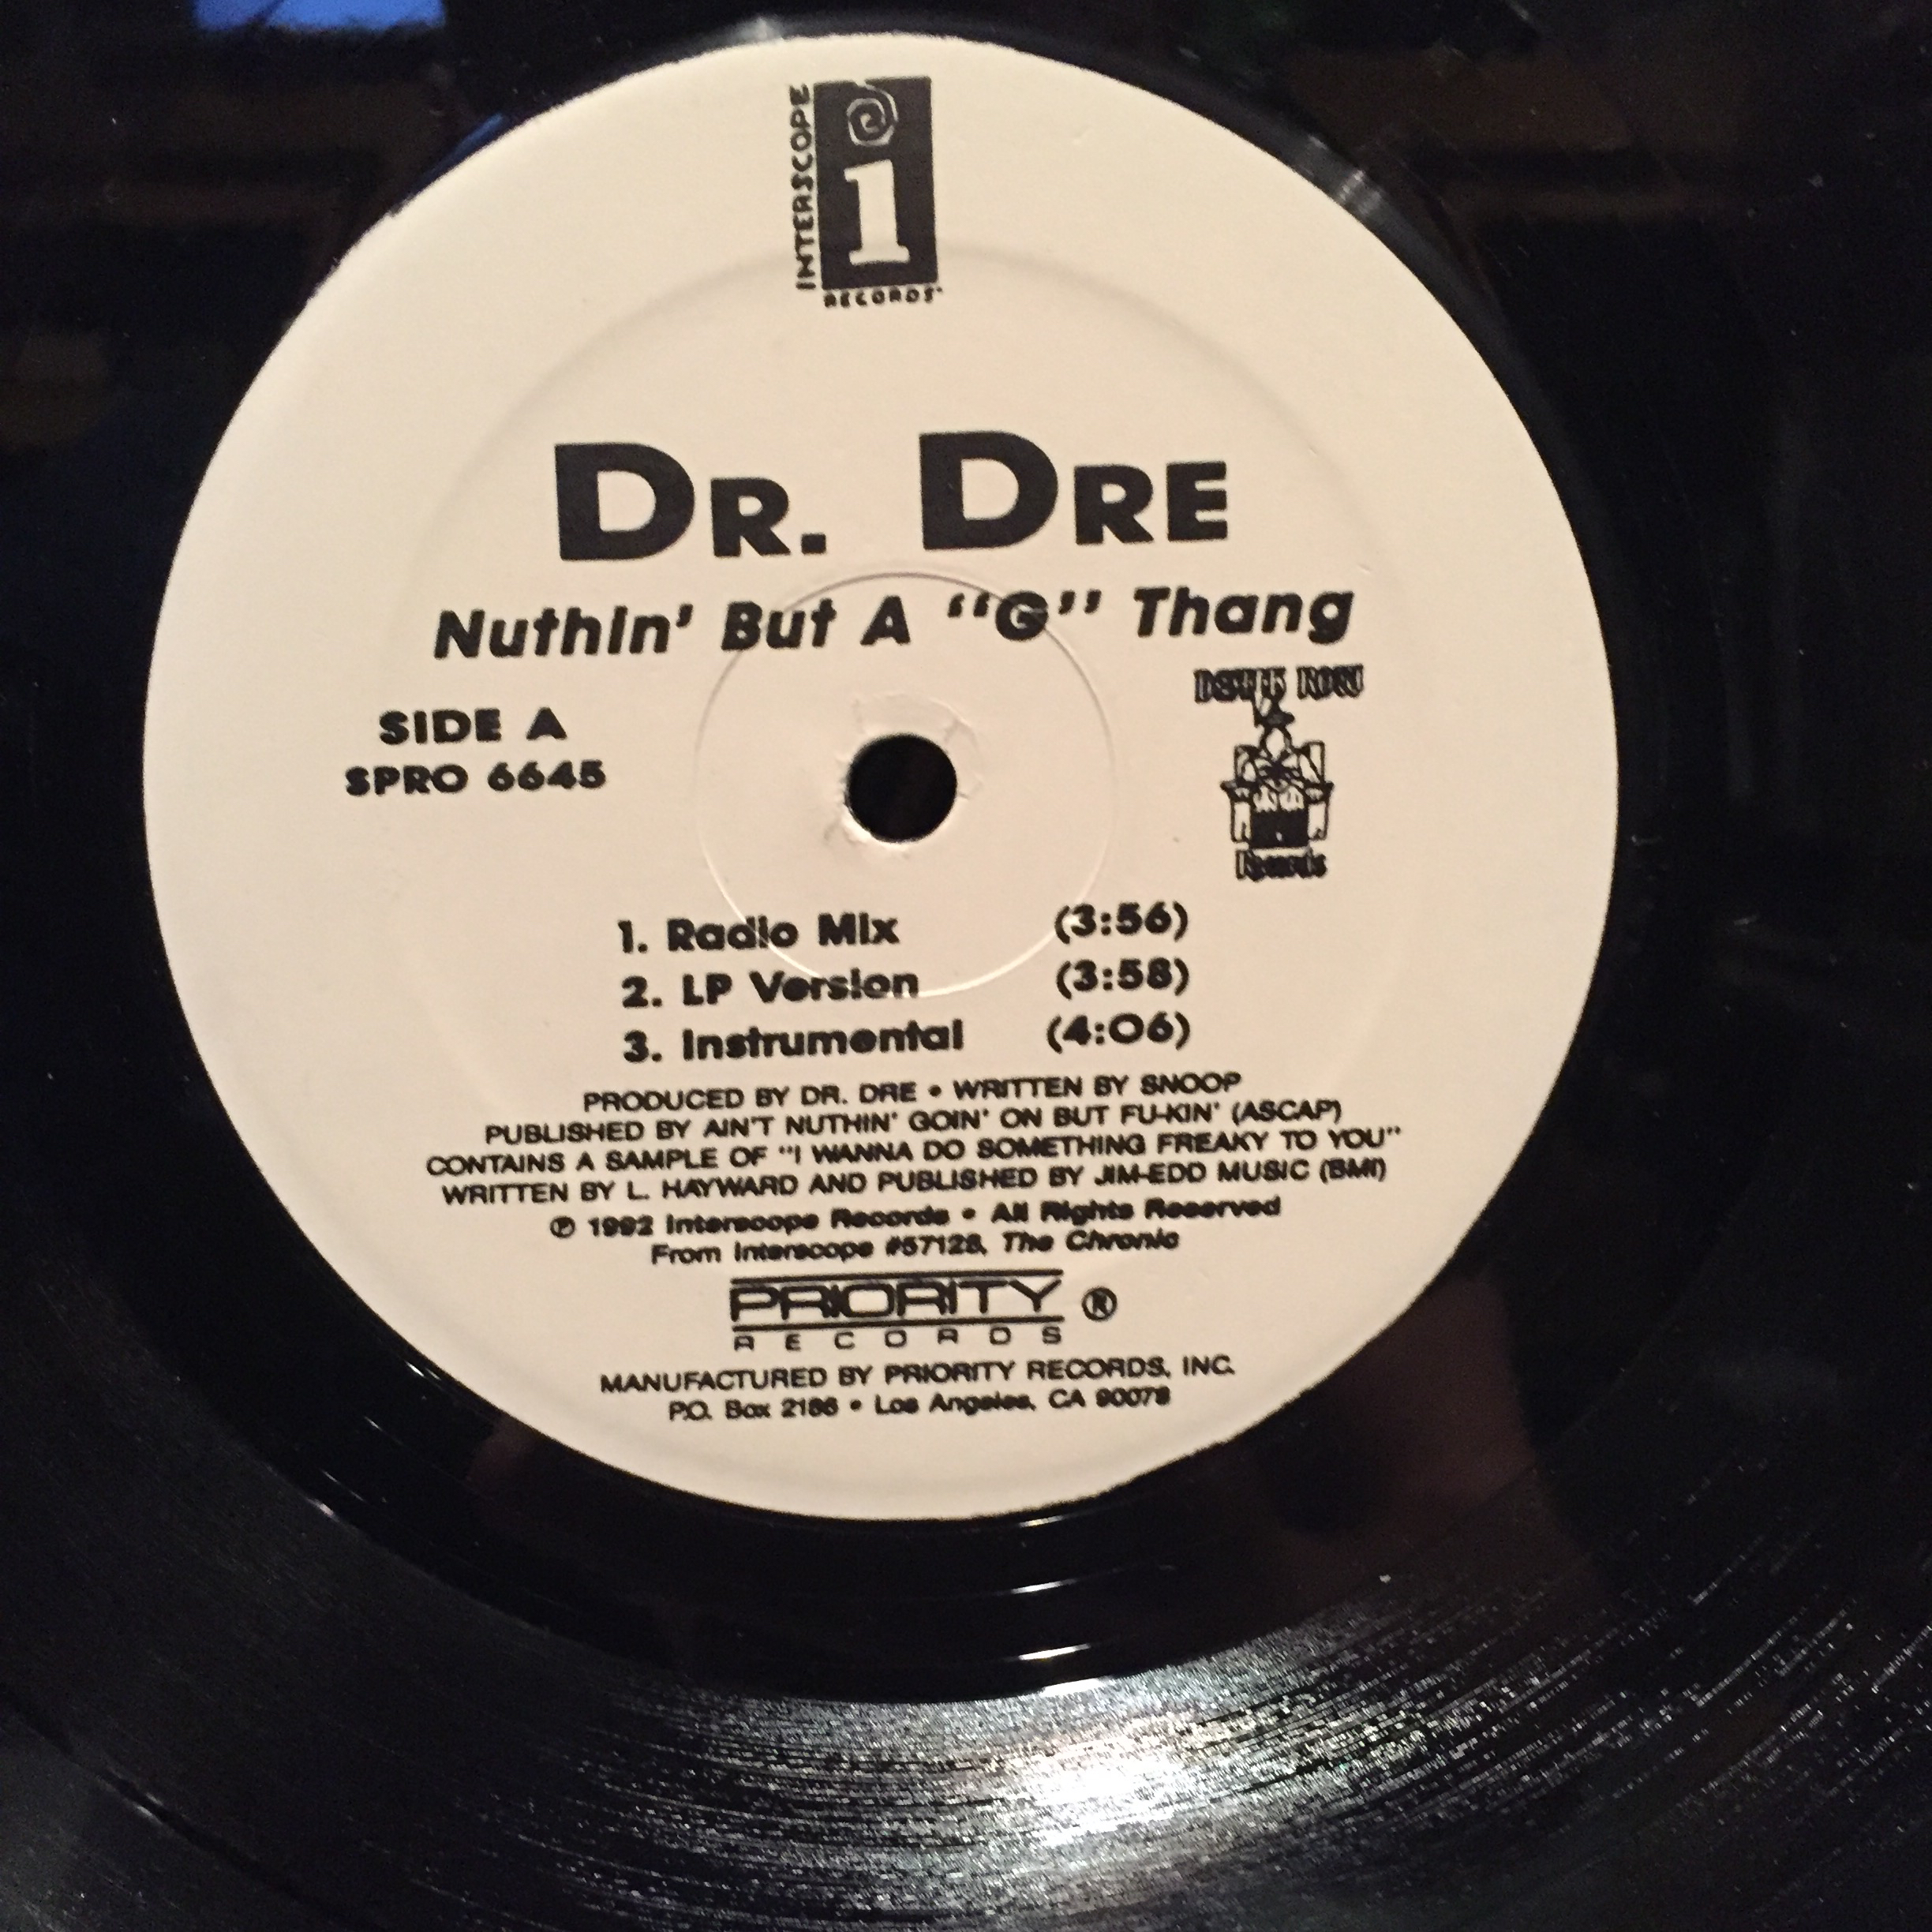 INTERSCOPE
i
RECORDS
DR. DRE
Nuthin' But A "G" Thang
SIDE A
SPRO 6645
DEATH ROW
Records
1. Radio Mix (3:56)
2. LP Version (3:58)
3. Instrumental (4:06)
PRODUCED BY DR. DRE • WRITTEN BY SNOOP
PUBLISHED BY AIN'T NUTHIN' GOIN' ON BUT FU-KIN' (ASCAP)
CONTAINS A SAMPLE OF "I WANNA DO SOMETHING FREAKY TO YOU"
WRITTEN BY L. HAYWARD AND PUBLISHED BY JIM-EDD MUSIC (BMI)
℗ 1992 Interscope Records • All Rights Reserved
From Interscope #57128, The Chronic
PRIORITY ®
RECORDS
MANUFACTURED BY PRIORITY RECORDS, INC.
P.O. Box 2186 • Los Angeles, CA 90078